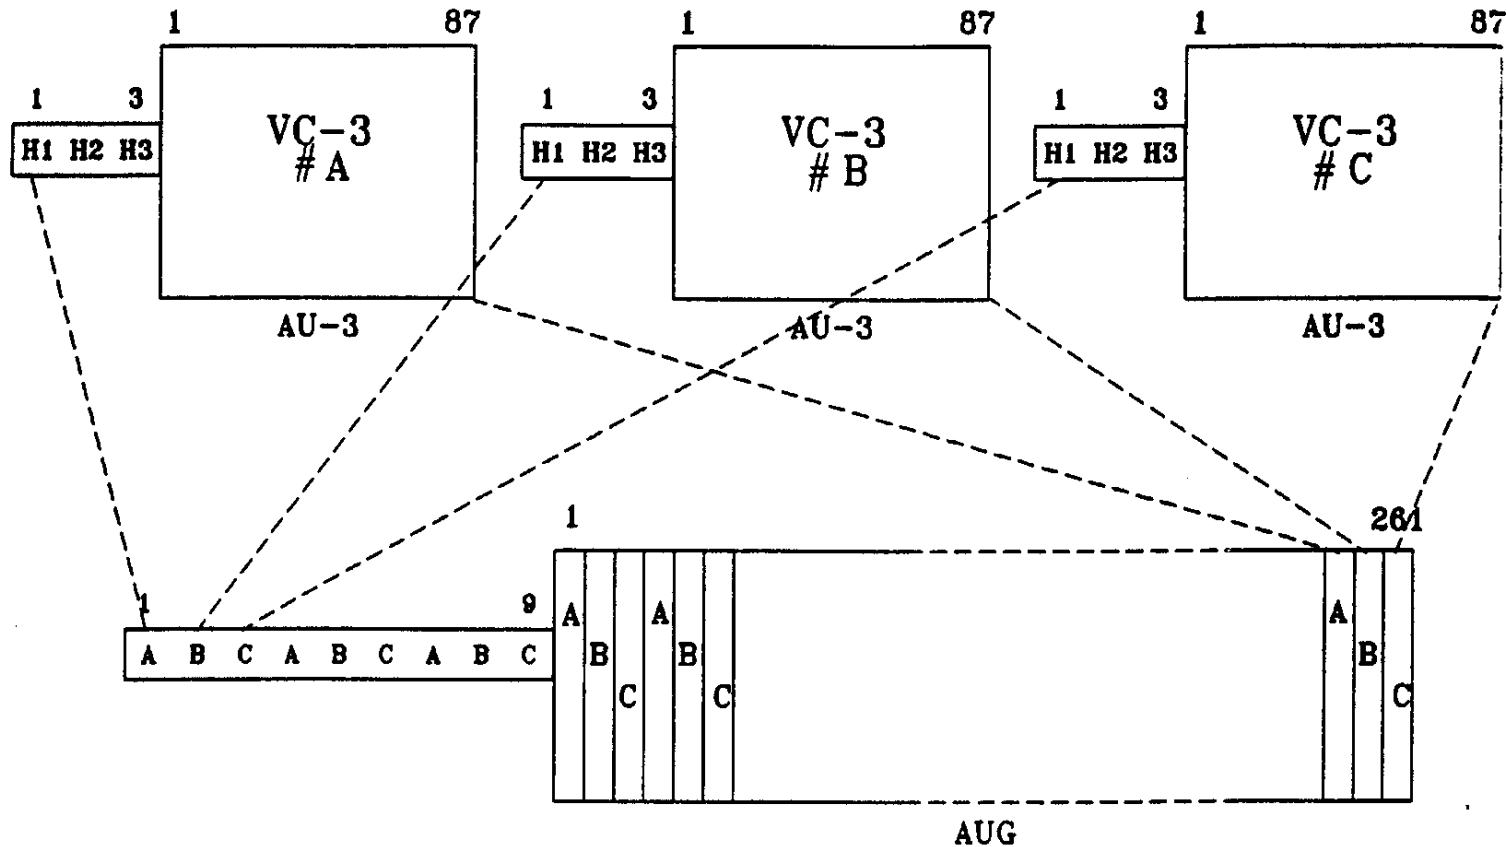 1 87 1 87 1 87
1 3 1 3 1 3
VC-3 VC-3 VC-3
H1 H2 H3 H1 H2 H3 H1 H2 H3
# A # B # C
AU-3 AU-3 AU-3
1 261
1 9
A B C A B C A B C
A A A
B B B
C C C
AUG